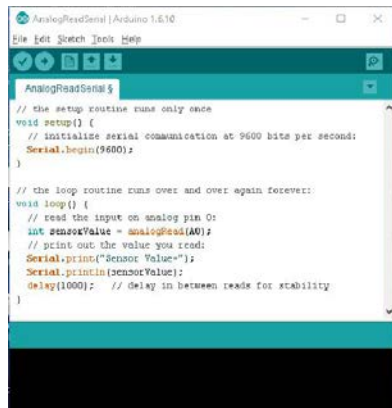 AnalogReadSerial | Arduino 1.6.10
File Edit Sketch Tools Help
AnalogReadSerial §
// the setup routine runs only once
void setup() {
  // initialize serial communication at 9600 bits per second:
  Serial.begin(9600);
}
// the loop routine runs over and over again forever:
void loop() {
  // read the input on analog pin 0:
  int sensorValue = analogRead(A0);
  // print out the value you read:
  Serial.print("Sensor Value=");
  Serial.println(sensorValue);
  delay(1000);   // delay in between reads for stability
}